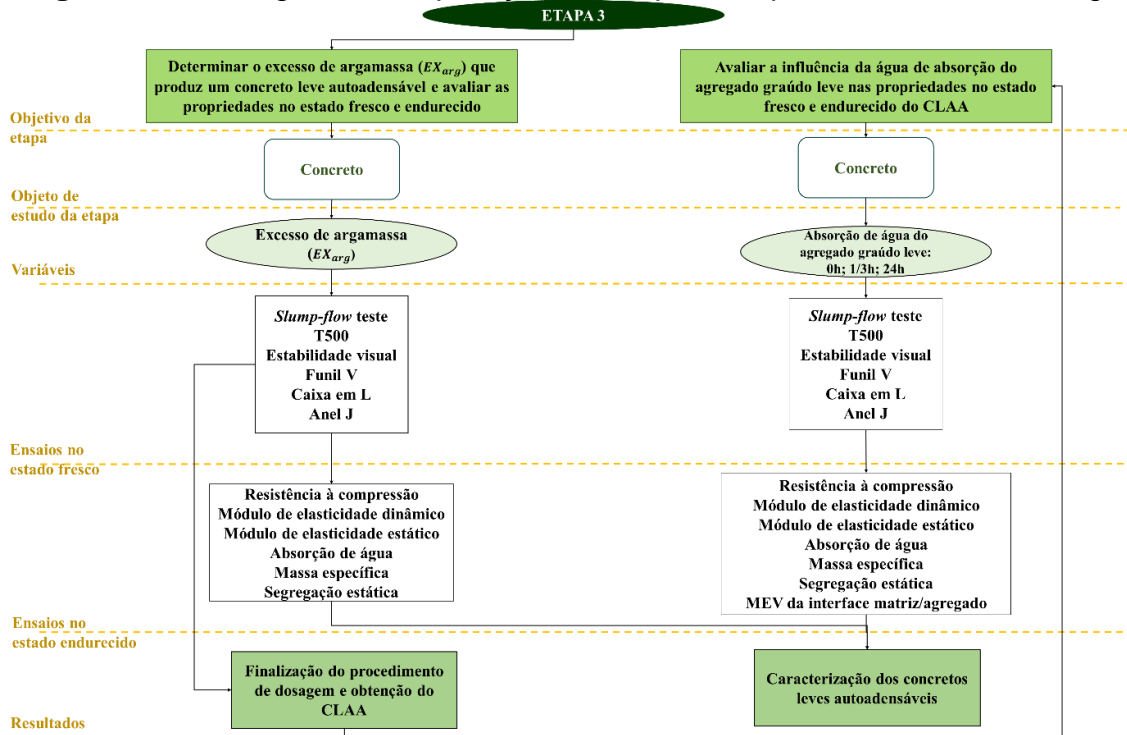 ETAPA 3
Determinar o excesso de argamassa (EX_arg) que
produz um concreto leve autoadensável e avaliar as
propriedades no estado fresco e endurecido
Avaliar a influência da água de absorção do
agregado graúdo leve nas propriedades no estado
fresco e endurecido do CLAA
Objetivo da
etapa
Concreto
Concreto
Objeto de
estudo da etapa
Excesso de argamassa
(EX_arg)
Absorção de água do
agregado graúdo leve:
0h; 1/3h; 24h
Variáveis
Slump-flow teste
T500
Estabilidade visual
Funil V
Caixa em L
Anel J
Slump-flow teste
T500
Estabilidade visual
Funil V
Caixa em L
Anel J
Ensaios no
estado fresco
Resistência à compressão
Módulo de elasticidade dinâmico
Módulo de elasticidade estático
Absorção de água
Massa específica
Segregação estática
Resistência à compressão
Módulo de elasticidade dinâmico
Módulo de elasticidade estático
Absorção de água
Massa específica
Segregação estática
MEV da interface matriz/agregado
Ensaios no
estado endurecido
Finalização do procedimento
de dosagem e obtenção do
CLAA
Caracterização dos concretos
leves autoadensáveis
Resultados